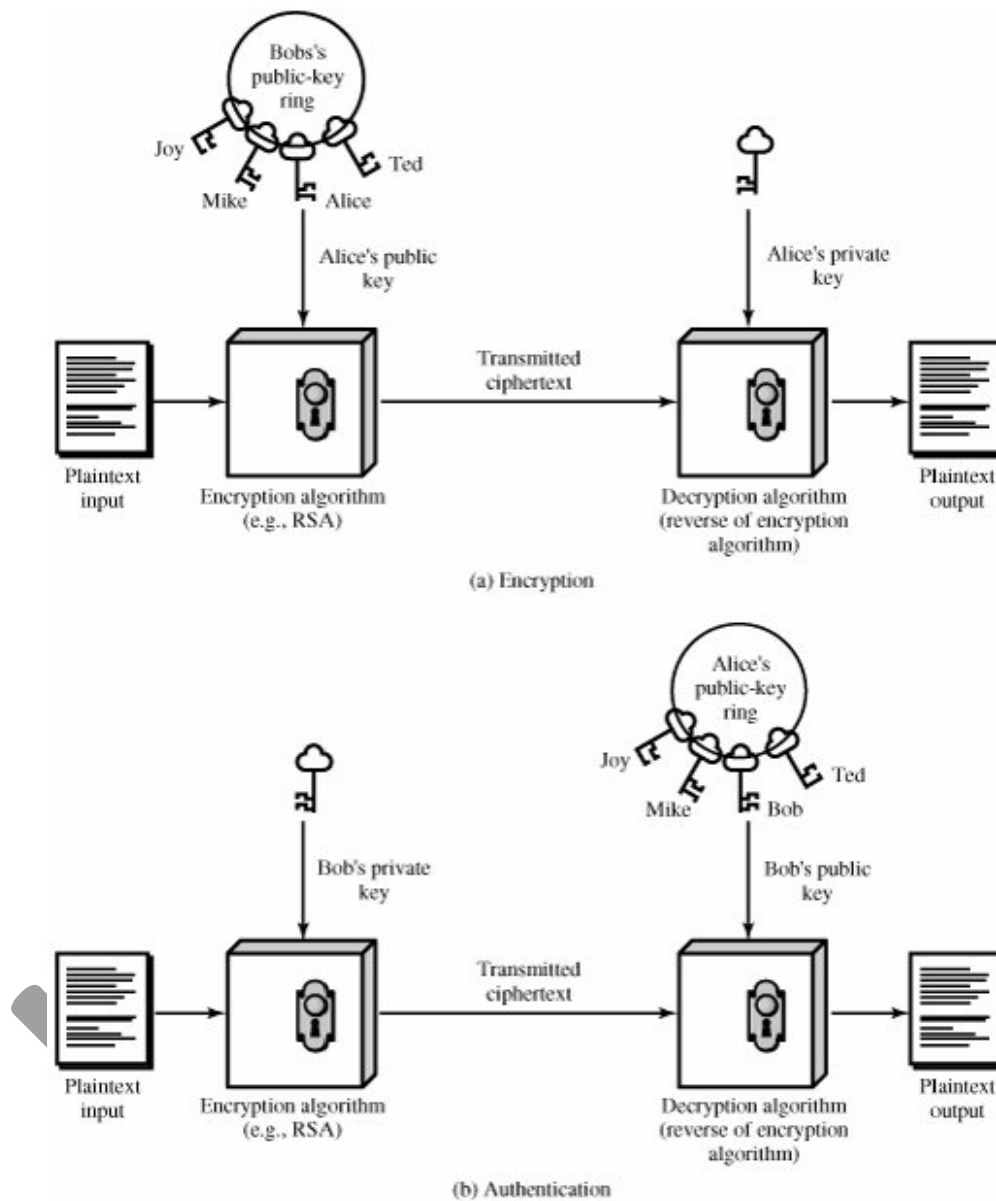 Bobs's
public-key
ring
Joy
Mike
Alice
Ted
Alice's public
key
Alice's private
key
Transmitted
ciphertext
Plaintext
input
Encryption algorithm
(e.g., RSA)
Decryption algorithm
(reverse of encryption
algorithm)
Plaintext
output
(a) Encryption
Alice's
public-key
ring
Joy
Mike
Bob
Ted
Bob's private
key
Bob's public
key
Transmitted
ciphertext
Plaintext
input
Encryption algorithm
(e.g., RSA)
Decryption algorithm
(reverse of encryption
algorithm)
Plaintext
output
(b) Authentication